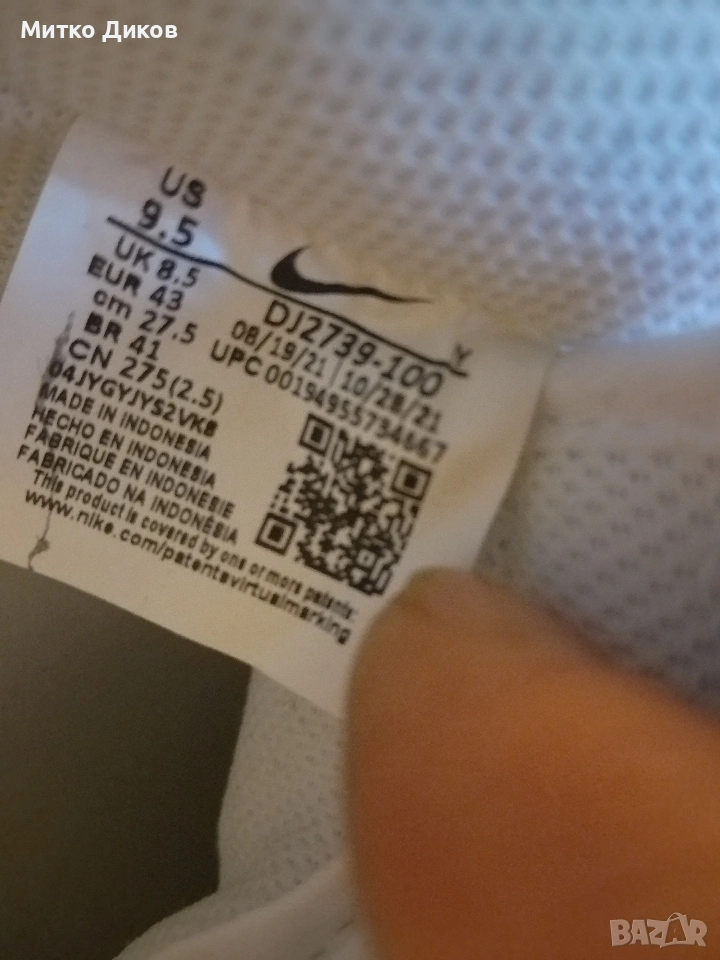 Митко Диков
US
9.5
UK 8.5
EUR 43
cm 27.5
BR 41
CN 275(2.5)
04JYGYJYS2VK8
MADE IN INDONESIA
HECHO EN INDONESIA
FABRIQUE EN INDONESIE
FABRICADO NA INDONÉSIA
This product is covered by one or more patents:
www.nike.com/patentsvirtualmarking
DJ2739-100 Y
08/19/21 10/28/21
UPC 00194955734667
BAZAR